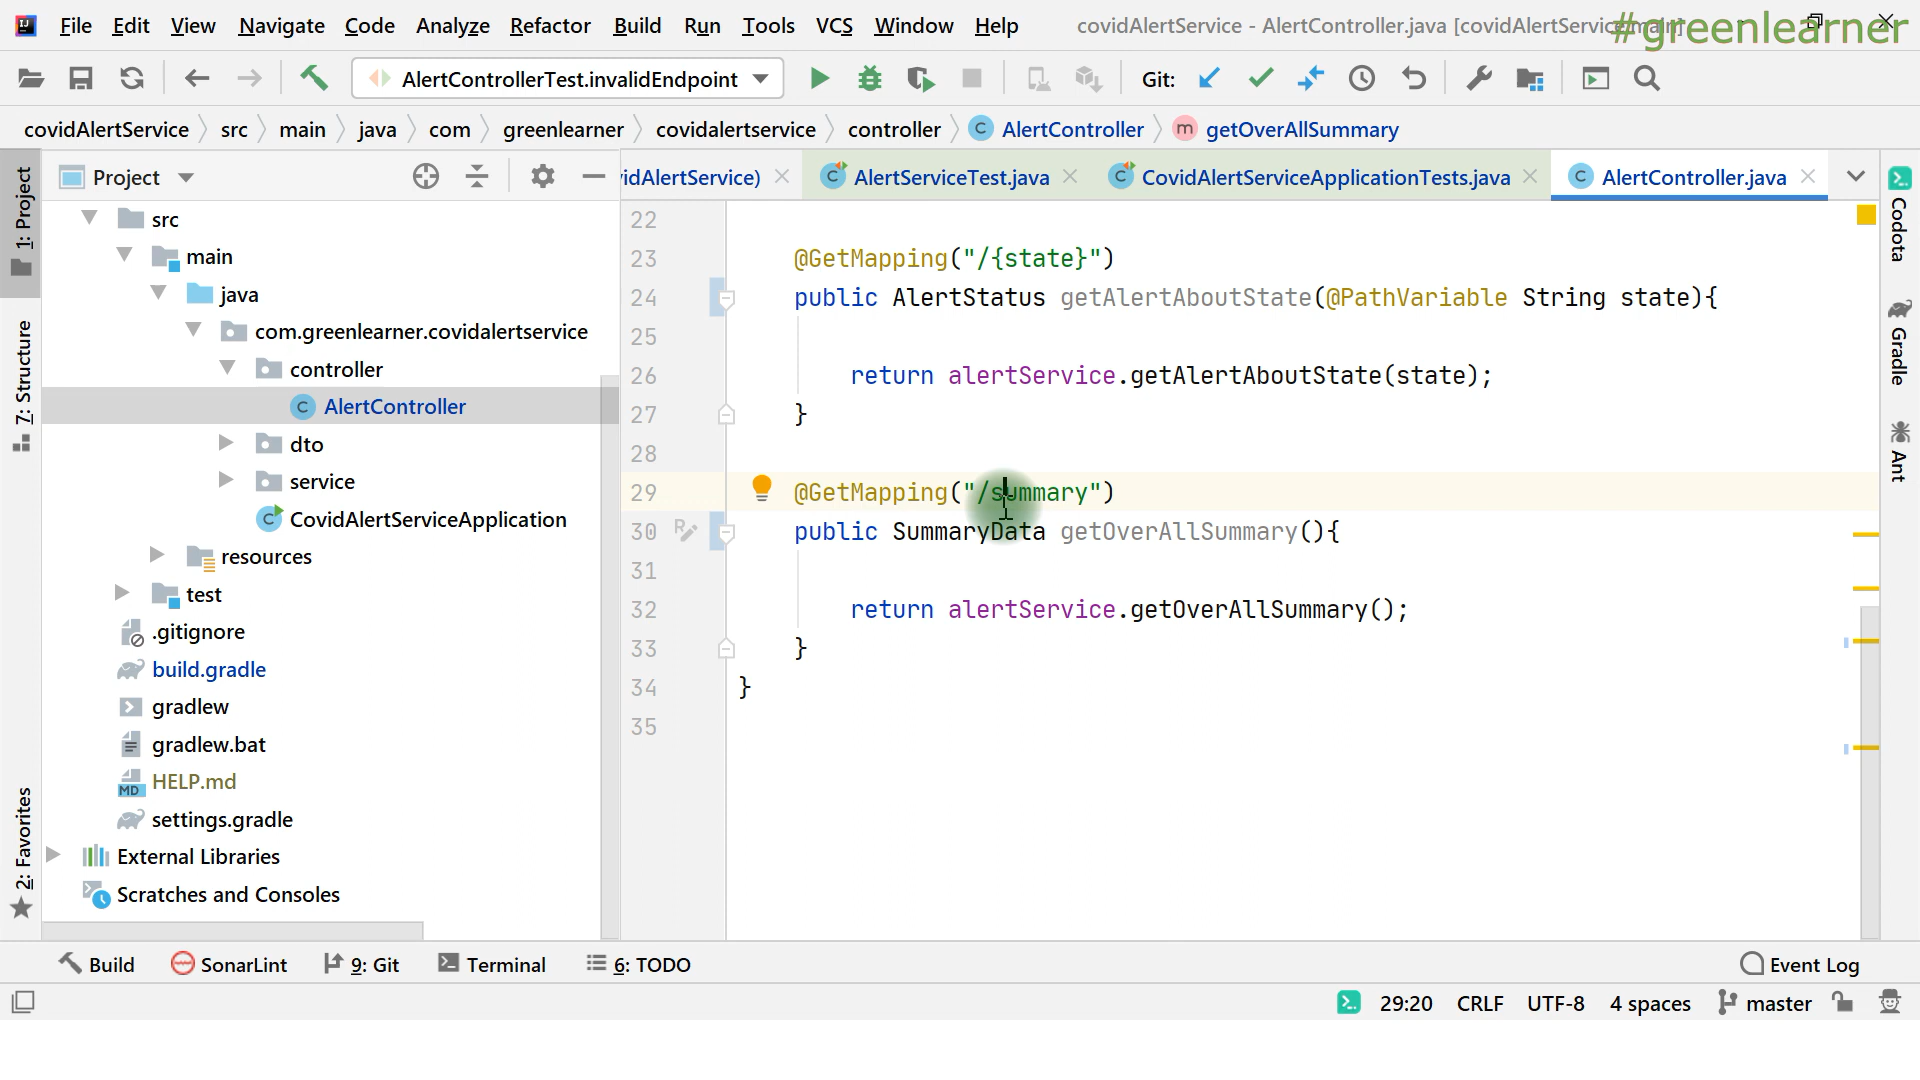 File Edit View Navigate Code Analyze Refactor Build Run Tools VCS Window Help covidAlertService - AlertController.java [covidAlertService.main]
#greenlearner
AlertControllerTest.invalidEndpoint Git:
covidAlertService src main java com greenlearner covidalertservice controller AlertController getOverAllSummary
Project
idAlertService) AlertServiceTest.java CovidAlertServiceApplicationTests.java AlertController.java
1: Project
7: Structure
2: Favorites
src
main
java
com.greenlearner.covidalertservice
controller
AlertController
dto
service
CovidAlertServiceApplication
resources
test
.gitignore
build.gradle
gradlew
gradlew.bat
HELP.md
settings.gradle
External Libraries
Scratches and Consoles
22
23 @GetMapping("/{state}")
24 public AlertStatus getAlertAboutState(@PathVariable String state){
25
26 return alertService.getAlertAboutState(state);
27 }
28
29 @GetMapping("/summary")
30 public SummaryData getOverAllSummary(){
31
32 return alertService.getOverAllSummary();
33 }
34 }
35
Codota
Gradle
Ant
Build SonarLint 9: Git Terminal 6: TODO Event Log
29:20 CRLF UTF-8 4 spaces master